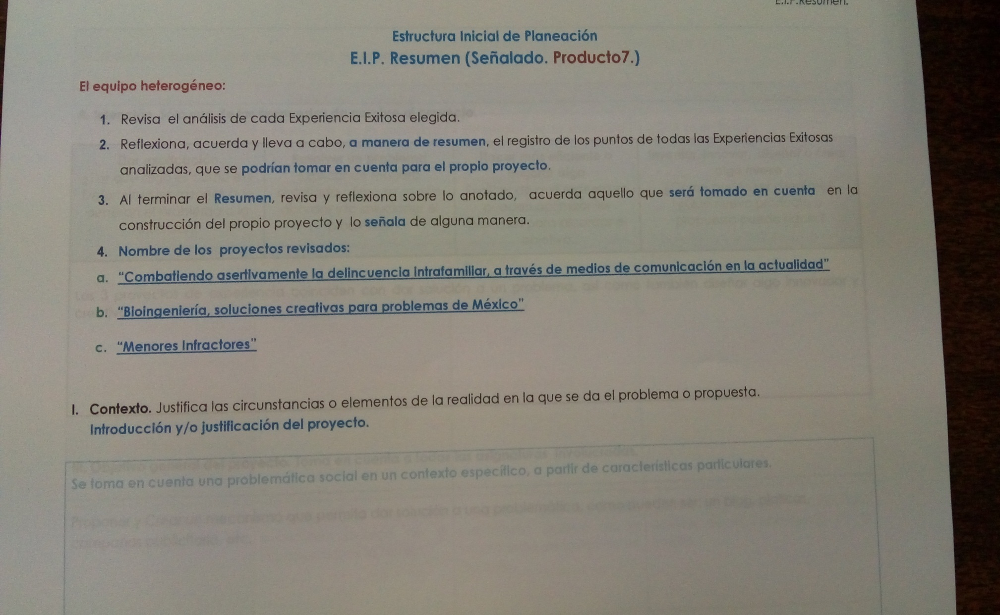 E.I.P.Resumen.
Estructura Inicial de Planeación
E.I.P. Resumen (Señalado. Producto7.)
El equipo heterogéneo:
1. Revisa el análisis de cada Experiencia Exitosa elegida.
2. Reflexiona, acuerda y lleva a cabo, a manera de resumen, el registro de los puntos de todas las Experiencias Exitosas
analizadas, que se podrían tomar en cuenta para el propio proyecto.
3. Al terminar el Resumen, revisa y reflexiona sobre lo anotado, acuerda aquello que será tomado en cuenta en la
construcción del propio proyecto y lo señala de alguna manera.
4. Nombre de los proyectos revisados:
a. “Combatiendo asertivamente la delincuencia intrafamiliar, a través de medios de comunicación en la actualidad”
b. “Bioingeniería, soluciones creativas para problemas de México”
c. “Menores Infractores”
I. Contexto. Justifica las circunstancias o elementos de la realidad en la que se da el problema o propuesta.
Introducción y/o justificación del proyecto.
Se toma en cuenta una problemática social en un contexto específico, a partir de características particulares.